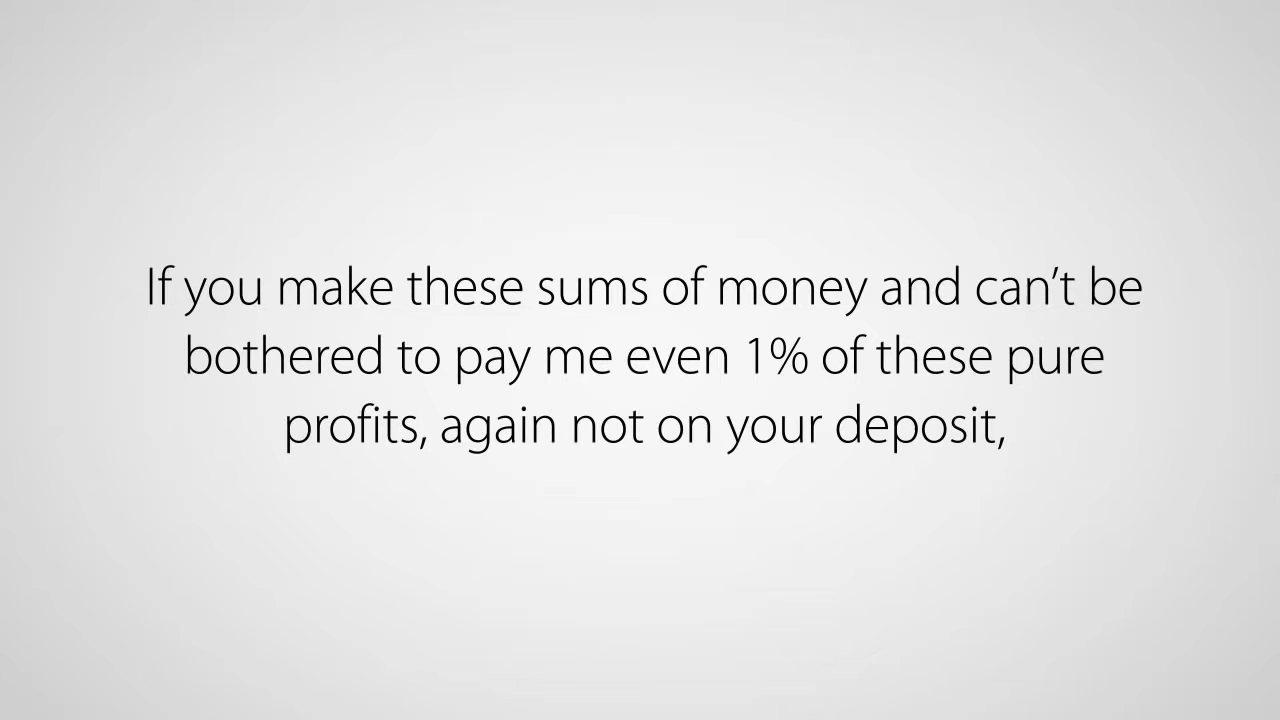 If you make these sums of money and can’t be
bothered to pay me even 1% of these pure
profits, again not on your deposit,